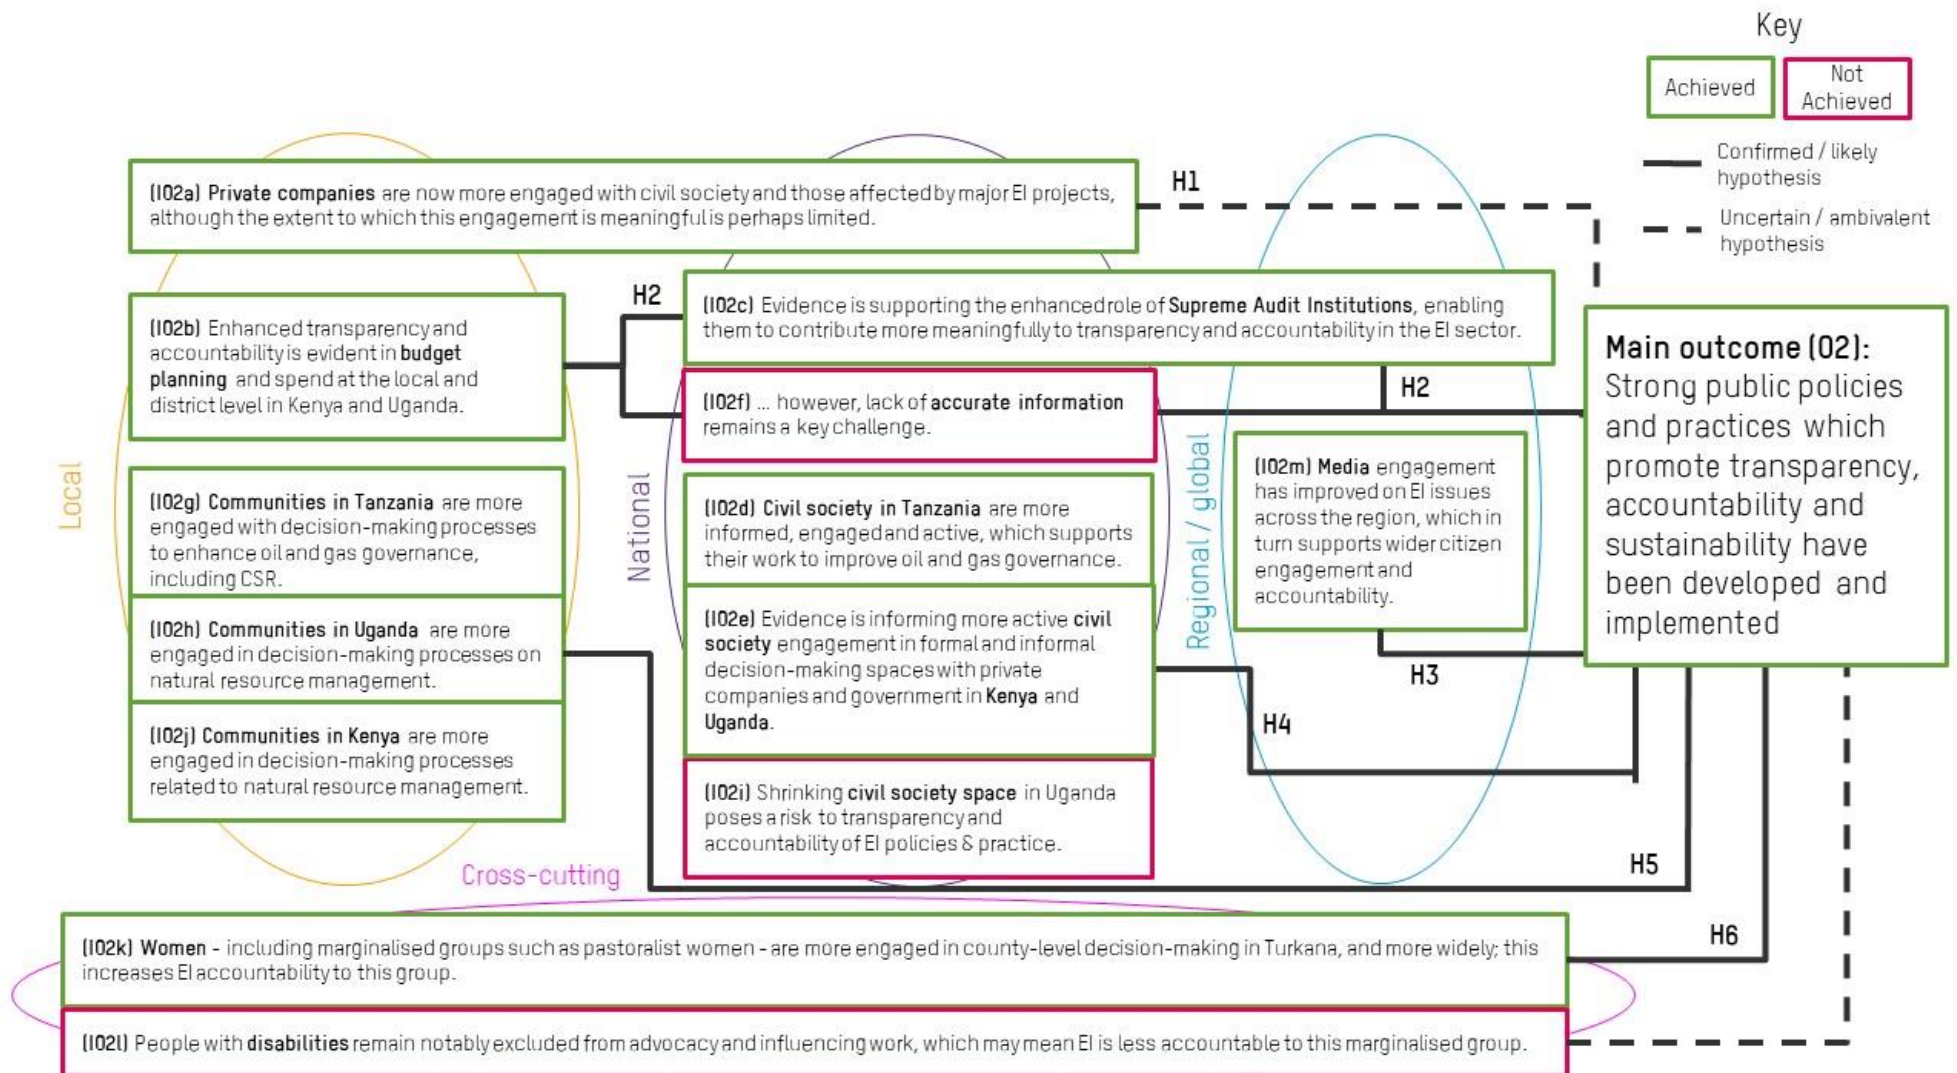 Key
Achieved
Not
Achieved
Confirmed / likely
hypothesis
Uncertain / ambivalent
hypothesis
(IO2a) Private companies are now more engaged with civil society and those affected by major EI projects,
although the extent to which this engagement is meaningful is perhaps limited.
H1
(IO2b) Enhanced transparency and
accountability is evident in budget
planning and spend at the local and
district level in Kenya and Uganda.
H2
(IO2c) Evidence is supporting the enhanced role of Supreme Audit Institutions, enabling
them to contribute more meaningfully to transparency and accountability in the EI sector.
(IO2f) ... however, lack of accurate information
remains a key challenge.
H2
Main outcome (O2):
Strong public policies
and practices which
promote transparency,
accountability and
sustainability have
been developed and
implemented
Local
(IO2g) Communities in Tanzania are more
engaged with decision-making processes
to enhance oil and gas governance,
including CSR.
(IO2h) Communities in Uganda are more
engaged in decision-making processes on
natural resource management.
(IO2j) Communities in Kenya are more
engaged in decision-making processes
related to natural resource management.
National
(IO2d) Civil society in Tanzania are more
informed, engaged and active, which supports
their work to improve oil and gas governance.
(IO2e) Evidence is informing more active civil
society engagement in formal and informal
decision-making spaces with private
companies and government in Kenya and
Uganda.
(IO2i) Shrinking civil society space in Uganda
poses a risk to transparency and
accountability of EI policies & practice.
Regional / global
(IO2m) Media engagement
has improved on EI issues
across the region, which in
turn supports wider citizen
engagement and
accountability.
H3
H4
H5
Cross-cutting
(IO2k) Women - including marginalised groups such as pastoralist women - are more engaged in county-level decision-making in Turkana, and more widely; this
increases EI accountability to this group.
H6
(IO2l) People with disabilities remain notably excluded from advocacy and influencing work, which may mean EI is less accountable to this marginalised group.